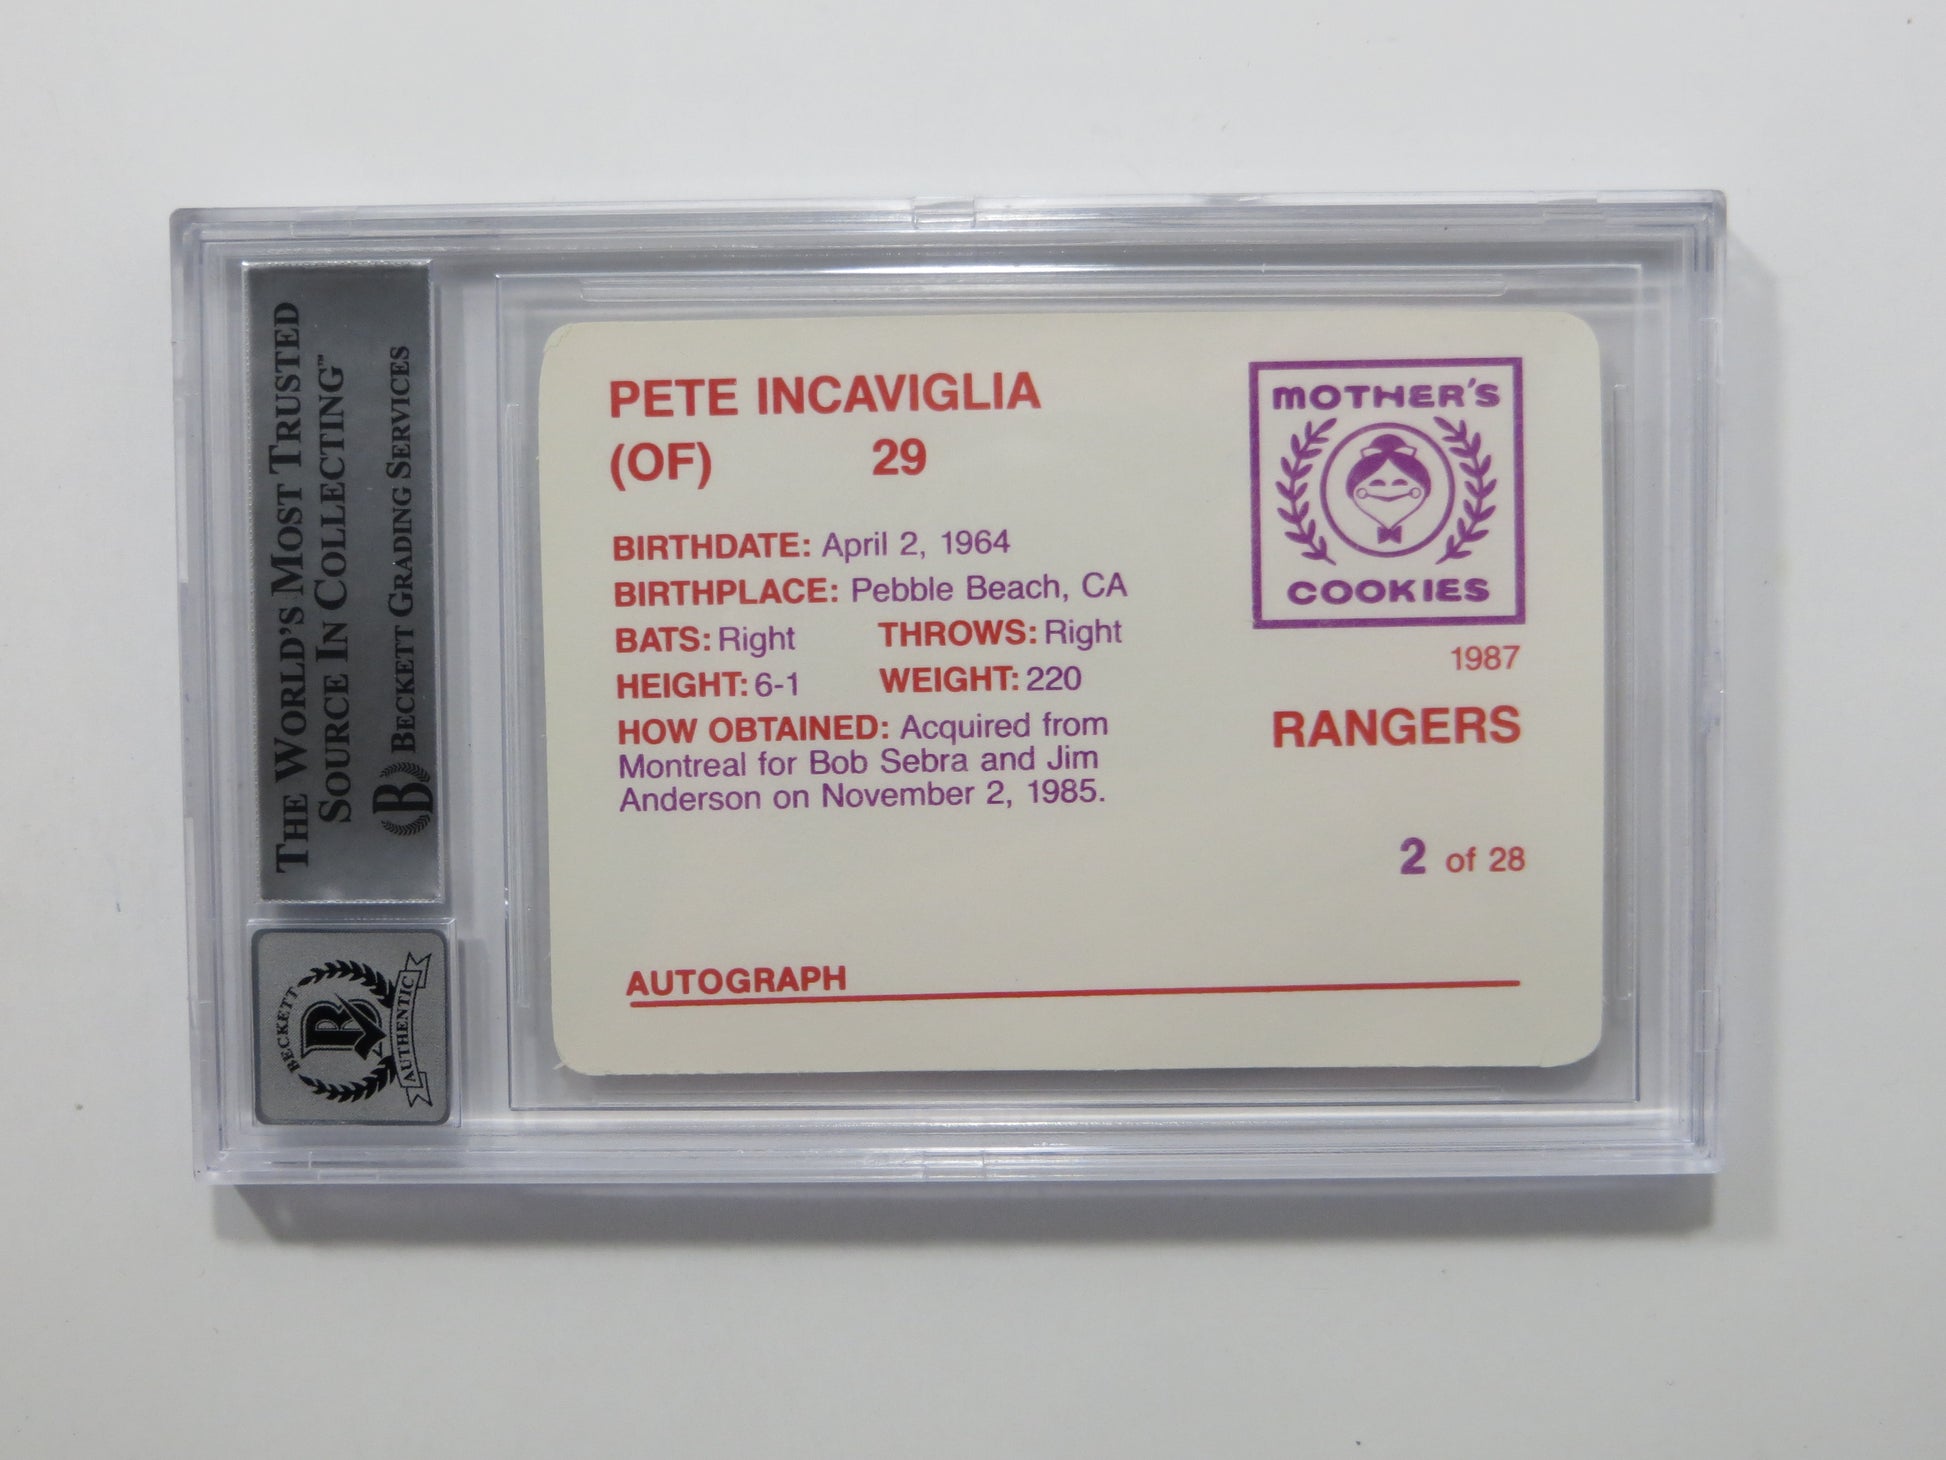 THE WORLD'S MOST TRUSTED
SOURCE IN COLLECTING™
BECKETT GRADING SERVICES
B
BECKETT
B
AUTHENTIC
PETE INCAVIGLIA
(OF) 29
BIRTHDATE: April 2, 1964
BIRTHPLACE: Pebble Beach, CA
BATS: Right THROWS: Right
HEIGHT: 6-1 WEIGHT: 220
HOW OBTAINED: Acquired from
Montreal for Bob Sebra and Jim
Anderson on November 2, 1985.
MOTHER'S
COOKIES
1987
RANGERS
2 of 28
AUTOGRAPH